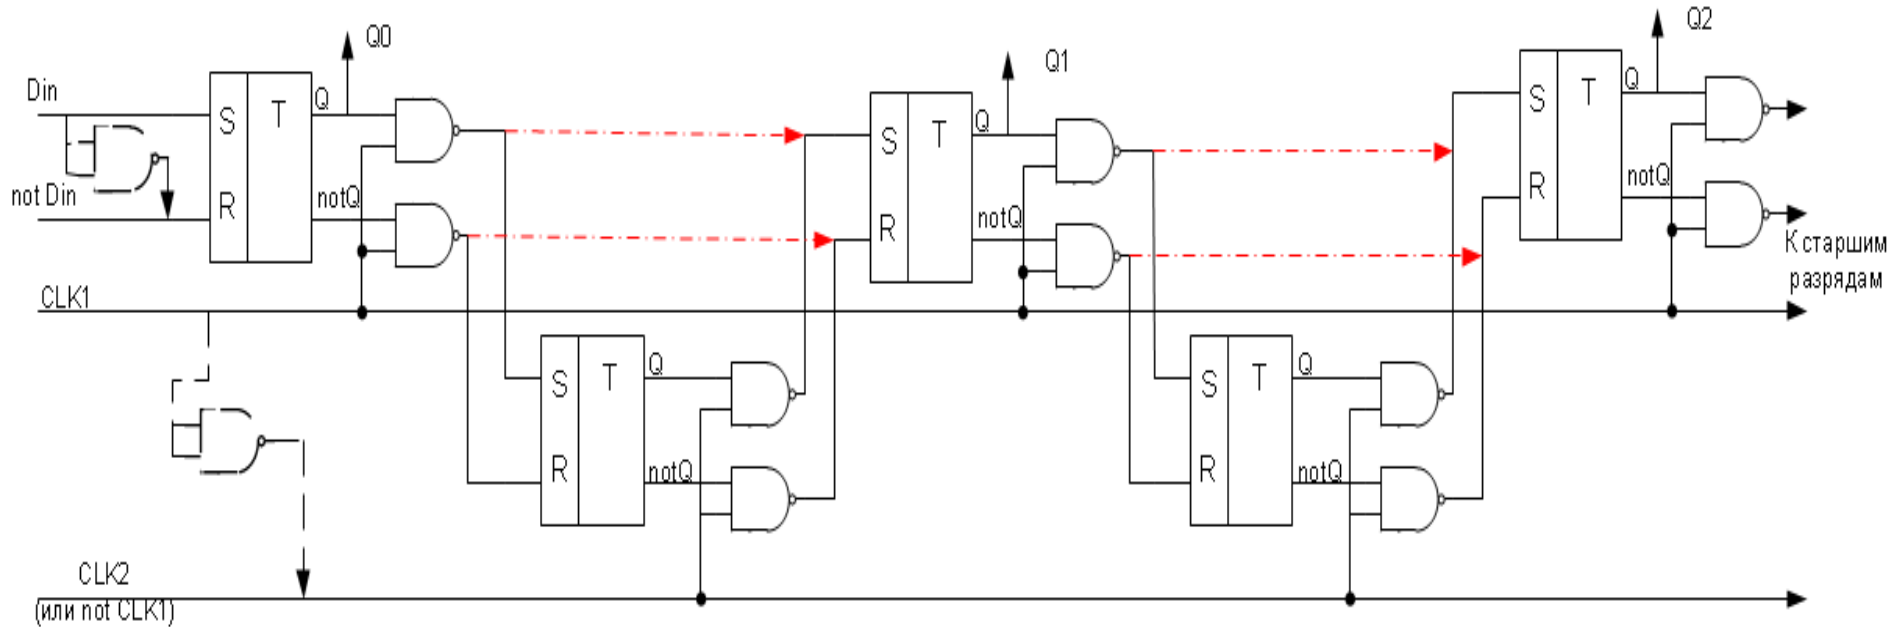 Q0
Q1
Q2
Din
S
T
Q
R
notQ
not Din
S
T
Q
R
notQ
S
T
Q
R
notQ
К старшим
разрядам
CLK1
S
T
Q
R
notQ
S
T
Q
R
notQ
CLK2
(или not CLK1)